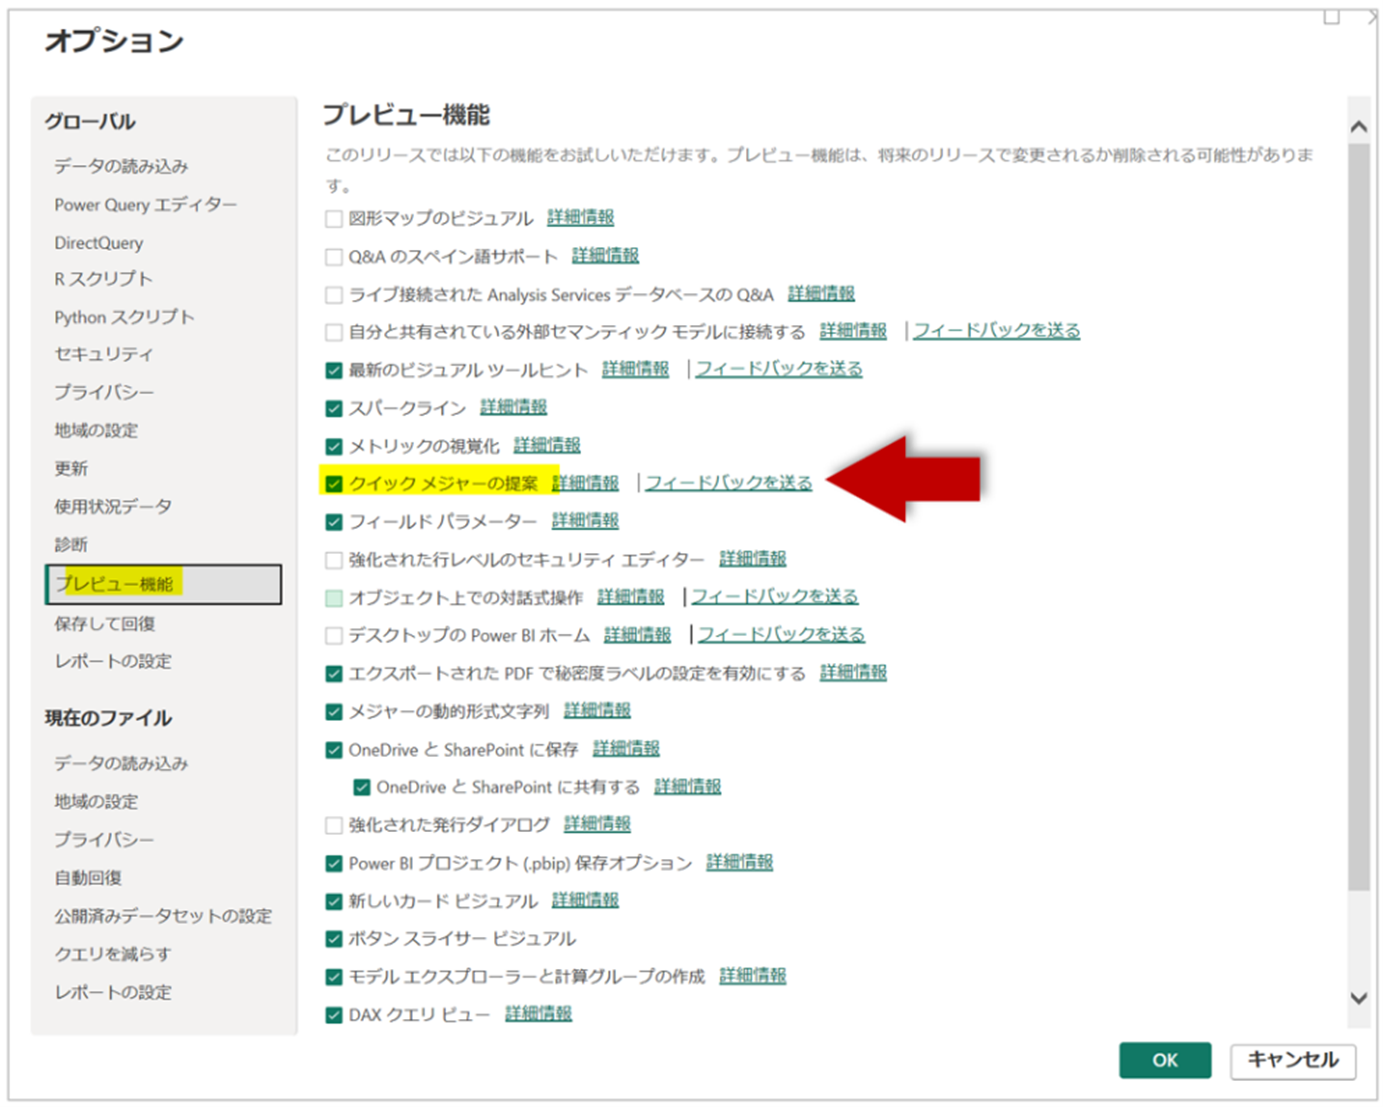 オプション
グローバル
データの読み込み
Power Query エディター
DirectQuery
R スクリプト
Python スクリプト
セキュリティ
プライバシー
地域の設定
更新
使用状況データ
診断
プレビュー機能
保存して回復
レポートの設定
現在のファイル
データの読み込み
地域の設定
プライバシー
自動回復
公開済みデータセットの設定
クエリを減らす
レポートの設定
プレビュー機能
このリリースでは以下の機能をお試しいただけます。プレビュー機能は、将来のリリースで変更されるか削除される可能性がありま
す。
図形マップのビジュアル 詳細情報
Q&A のスペイン語サポート 詳細情報
ライブ接続された Analysis Services データベースの Q&A 詳細情報
自分と共有されている外部セマンティック モデルに接続する 詳細情報 | フィードバックを送る
最新のビジュアル ツールヒント 詳細情報 | フィードバックを送る
スパークライン 詳細情報
メトリックの視覚化 詳細情報
クイック メジャーの提案 詳細情報 | フィードバックを送る
フィールド パラメーター 詳細情報
強化された行レベルのセキュリティ エディター 詳細情報
オブジェクト上での対話式操作 詳細情報 | フィードバックを送る
デスクトップの Power BI ホーム 詳細情報 | フィードバックを送る
エクスポートされた PDF で秘密度ラベルの設定を有効にする 詳細情報
メジャーの動的形式文字列 詳細情報
OneDrive と SharePoint に保存 詳細情報
OneDrive と SharePoint に共有する 詳細情報
強化された発行ダイアログ 詳細情報
Power BI プロジェクト (.pbip) 保存オプション 詳細情報
新しいカード ビジュアル 詳細情報
ボタン スライサー ビジュアル
モデル エクスプローラーと計算グループの作成 詳細情報
DAX クエリ ビュー 詳細情報
OK
キャンセル